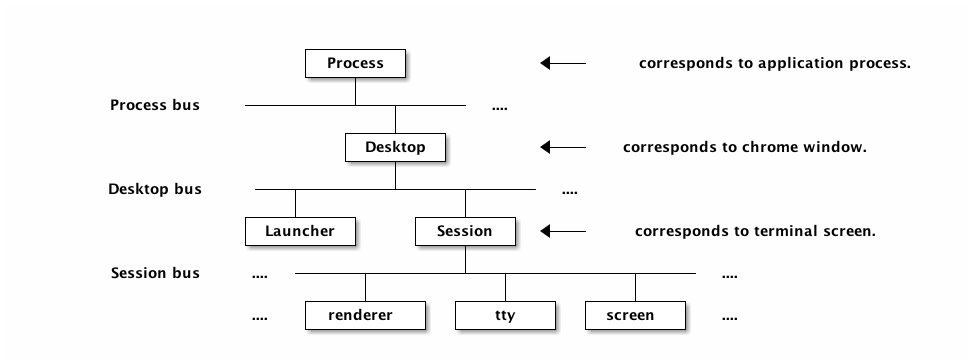 Process corresponds to application process.
Process bus ....
Desktop corresponds to chrome window.
Desktop bus ....
Launcher Session corresponds to terminal screen.
Session bus .... ....
.... renderer tty screen ....